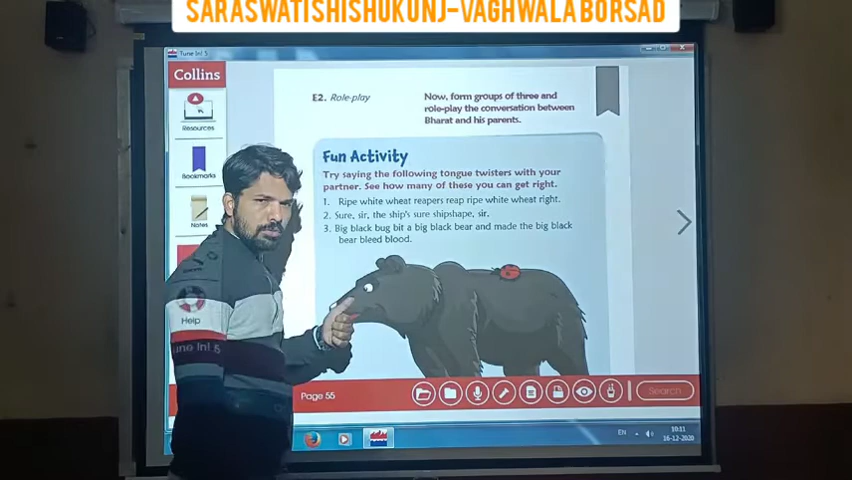 SARASWATISHISHUKUNJ-VAGHWALA BORSAD
Tune In! 5
Collins
E2. Role-play
Now, form groups of three and
role-play the conversation between
Bharat and his parents.
Resources
Bookmarks
Notes
Help
Tune In! 5
Fun Activity
Try saying the following tongue twisters with your
partner. See how many of these you can get right.
1. Ripe white wheat reapers reap ripe white wheat right.
2. Sure, sir, the ship's sure shipshape, sir.
3. Big black bug bit a big black bear and made the big black
bear bleed blood.
Page 55
Search
EN
10:11
16-12-2020